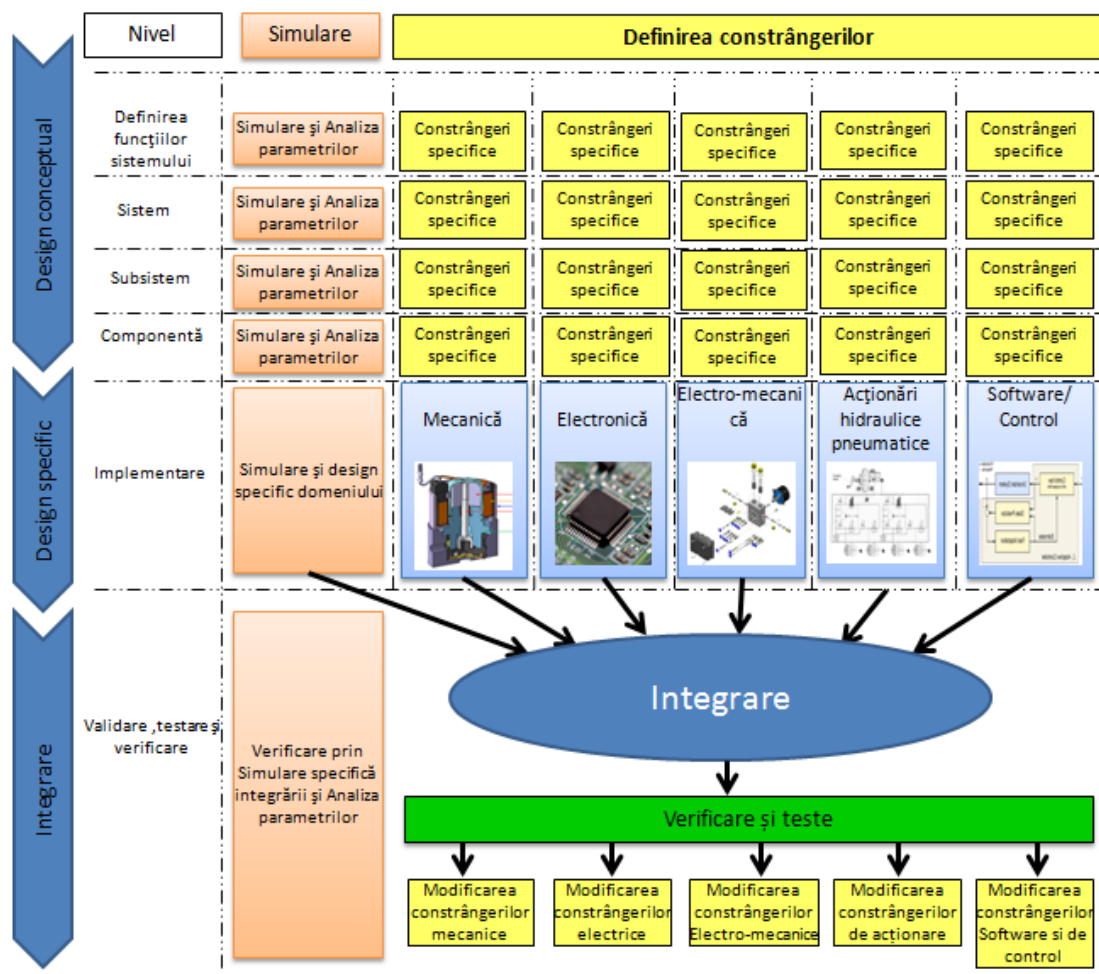 Nivel
Simulare
Definirea constrângerilor
Design conceptual
Definirea
funcţiilor
sistemului
Simulare şi Analiza
parametrilor
Constrângeri
specifice
Constrângeri
specifice
Constrângeri
specifice
Constrângeri
specifice
Constrângeri
specifice
Sistem
Simulare şi Analiza
parametrilor
Constrângeri
specifice
Constrângeri
specifice
Constrângeri
specifice
Constrângeri
specifice
Constrângeri
specifice
Subsistem
Simulare şi Analiza
parametrilor
Constrângeri
specifice
Constrângeri
specifice
Constrângeri
specifice
Constrângeri
specifice
Constrângeri
specifice
Componentă
Simulare şi Analiza
parametrilor
Constrângeri
specifice
Constrângeri
specifice
Constrângeri
specifice
Constrângeri
specifice
Constrângeri
specifice
Design specific
Implementare
Simulare şi design
specific domeniului
Mecanică
Electronică
Electro-mecani
că
Acţionări
hidraulice
pneumatice
Software/
Control
Integrare
Validare ,testare şi
verificare
Verificare prin
Simulare specifică
integrării şi Analiza
parametrilor
Integrare
Verificare și teste
Modificarea
constrângerilor
mecanice
Modificarea
constrângerilor
electrice
Modificarea
constrângerilor
Electro-mecanice
Modificarea
constrângerilor
de acționare
Modificarea
constrângerilor
Software si de
control